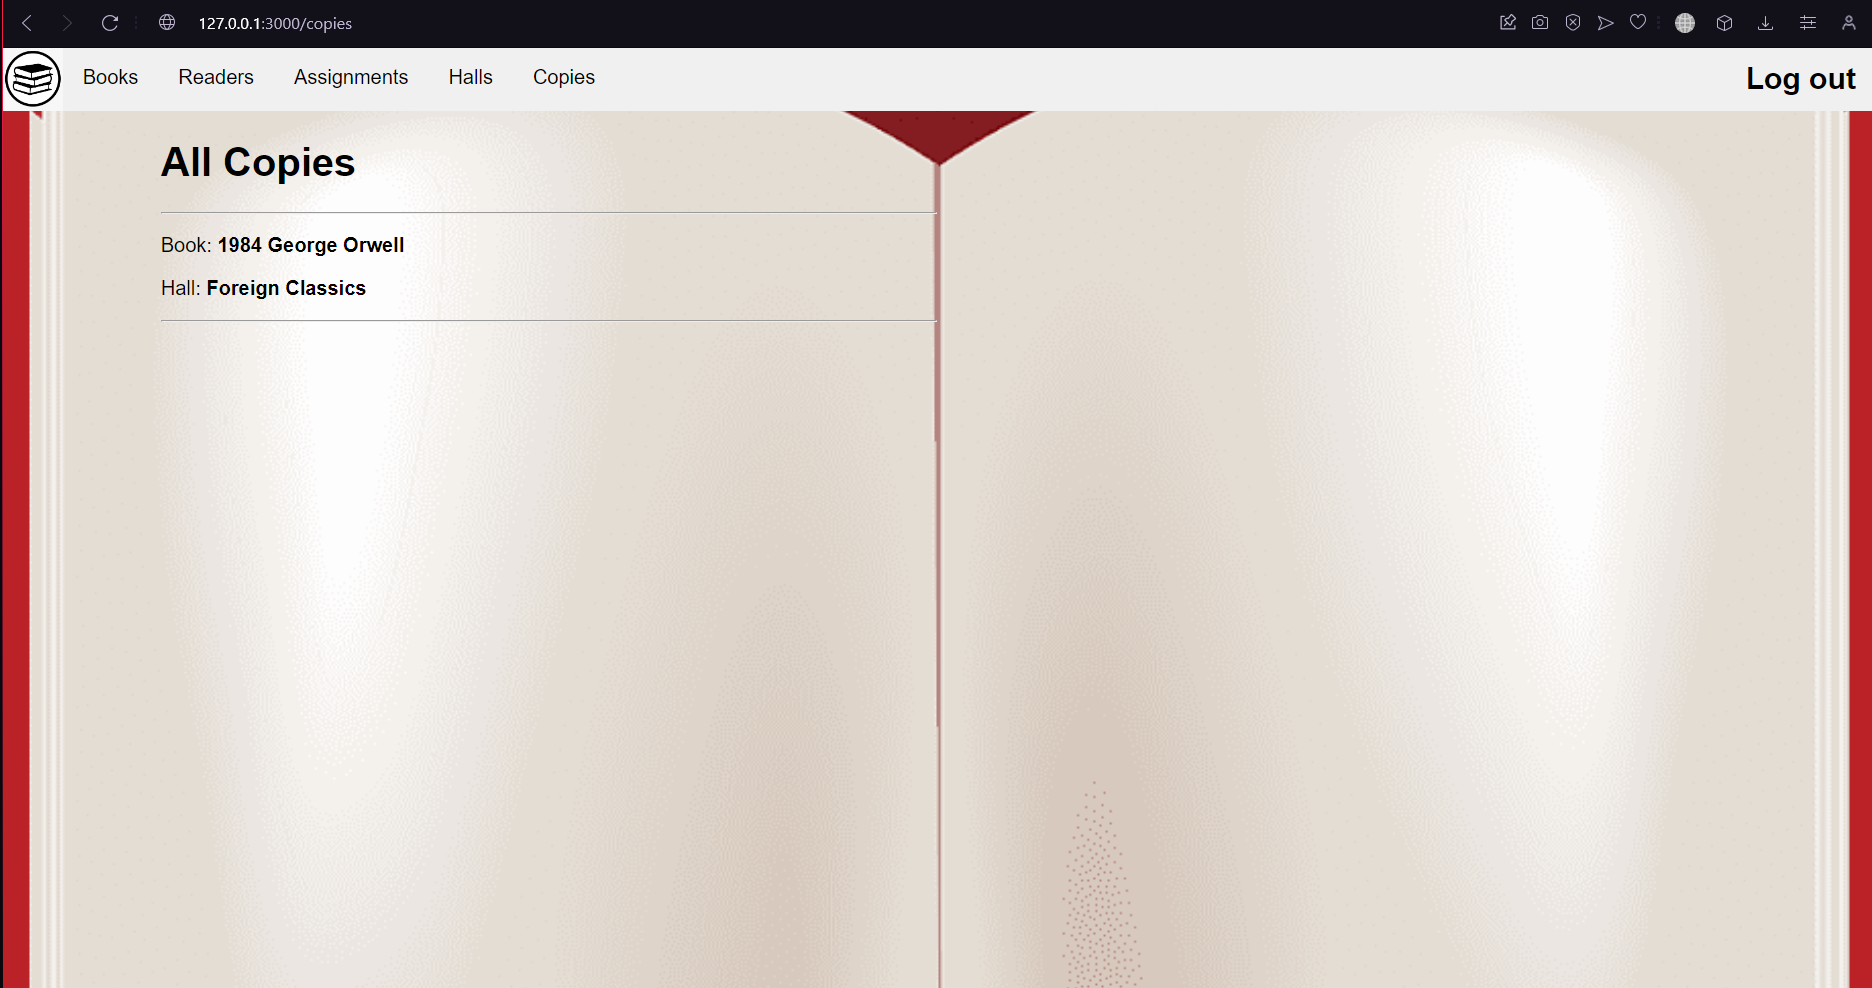 127.0.0.1:3000/copies
Books Readers Assignments Halls Copies Log out
All Copies
Book: 1984 George Orwell
Hall: Foreign Classics